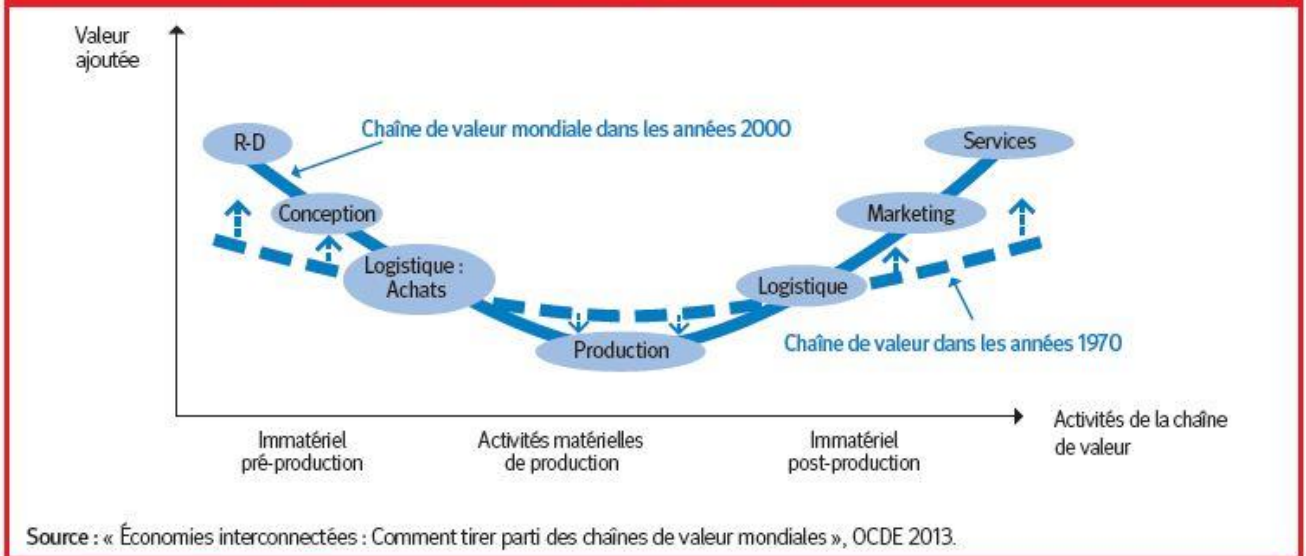 Valeur
ajoutée
Chaîne de valeur mondiale dans les années 2000
R-D
Services
Conception
Marketing
Logistique :
Achats
Logistique
Production
Chaîne de valeur dans les années 1970
Activités de la chaîne
de valeur
Immatériel
pré-production
Activités matérielles
de production
Immatériel
post-production
Source : « Économies interconnectées : Comment tirer parti des chaînes de valeur mondiales », OCDE 2013.